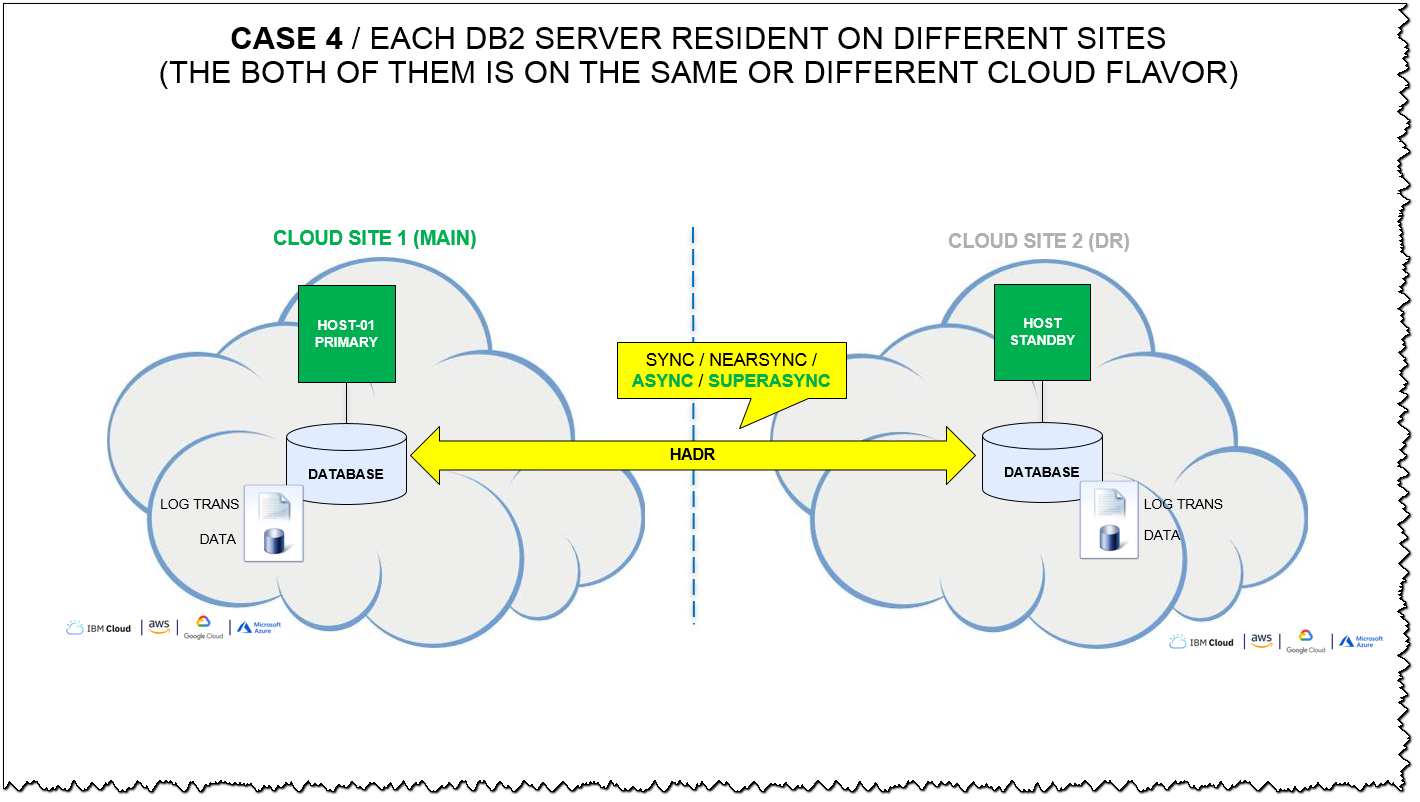 CASE 4 / EACH DB2 SERVER RESIDENT ON DIFFERENT SITES
(THE BOTH OF THEM IS ON THE SAME OR DIFFERENT CLOUD FLAVOR)
CLOUD SITE 1 (MAIN)
CLOUD SITE 2 (DR)
HOST-01
PRIMARY
HOST
STANDBY
SYNC / NEARSYNC /
ASYNC / SUPERASYNC
HADR
DATABASE
DATABASE
LOG TRANS
DATA
LOG TRANS
DATA
IBM Cloud
aws
Google Cloud
Microsoft
Azure
IBM Cloud
aws
Google Cloud
Microsoft
Azure